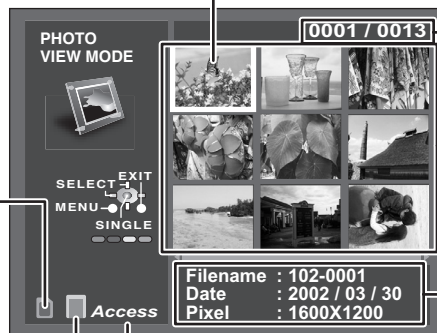 0001 / 0013
PHOTO
VIEW MODE
EXIT
SELECT
MENU
SINGLE
Access
Filename : 102-0001
Date : 2002 / 03 / 30
Pixel : 1600X1200